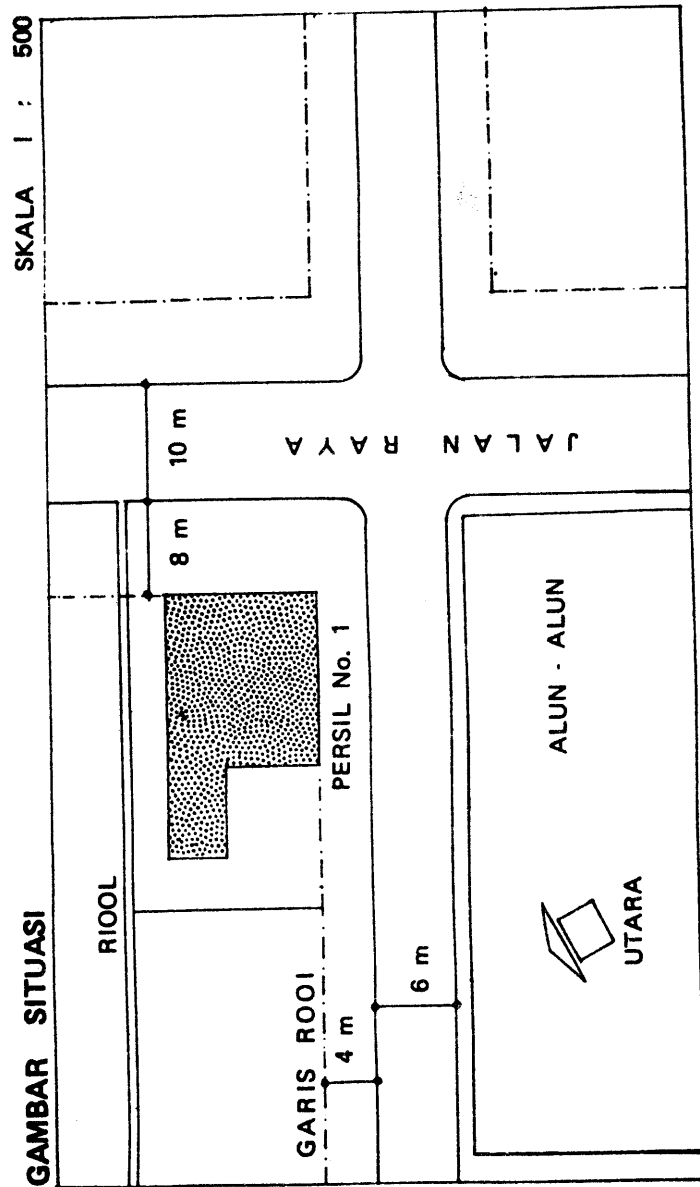 GAMBAR SITUASI
SKALA 1 : 500
RIOOL
8 m
10 m
GARIS ROOI
PERSIL No. 1
4 m
6 m
JALAN RAYA
ALUN - ALUN
UTARA